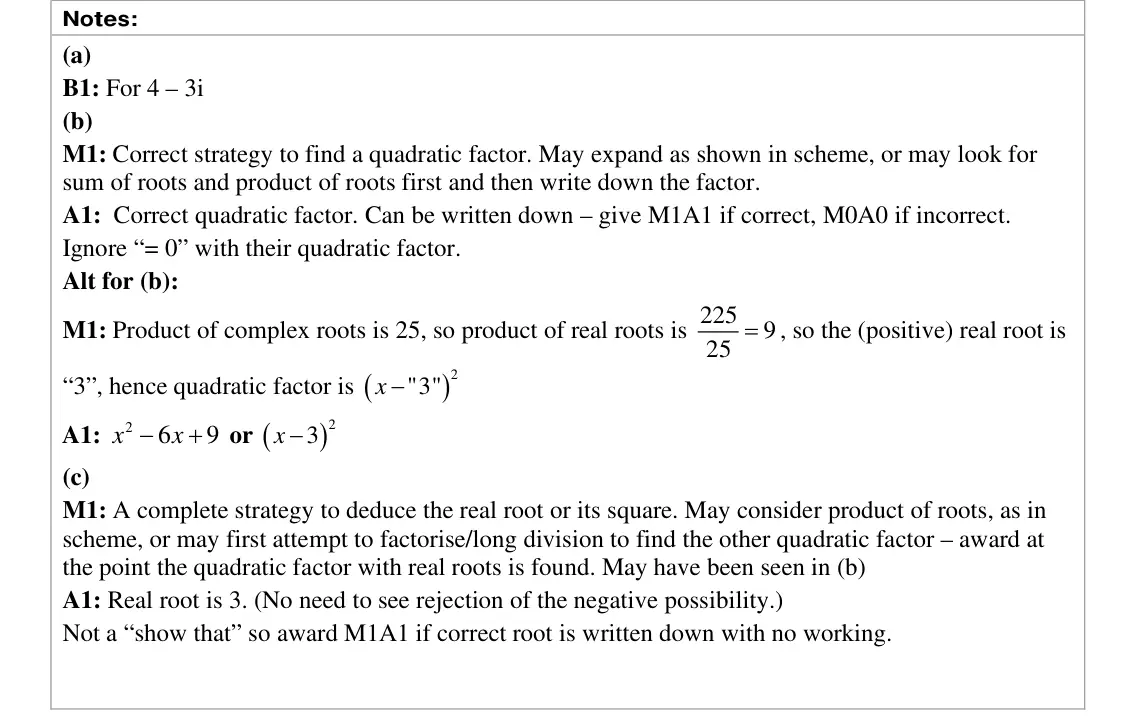 Notes:
(a)
B1: For 4 – 3i
(b)
M1: Correct strategy to find a quadratic factor. May expand as shown in scheme, or may look for
sum of roots and product of roots first and then write down the factor.
A1:  Correct quadratic factor. Can be written down – give M1A1 if correct, M0A0 if incorrect.
Ignore “= 0” with their quadratic factor.
Alt for (b):
M1: Product of complex roots is 25, so product of real roots is 225/25 = 9, so the (positive) real root is
“3”, hence quadratic factor is (x – "3")²
A1: x² – 6x + 9 or (x – 3)²
(c)
M1: A complete strategy to deduce the real root or its square. May consider product of roots, as in
scheme, or may first attempt to factorise/long division to find the other quadratic factor – award at
the point the quadratic factor with real roots is found. May have been seen in (b)
A1: Real root is 3. (No need to see rejection of the negative possibility.)
Not a “show that” so award M1A1 if correct root is written down with no working.